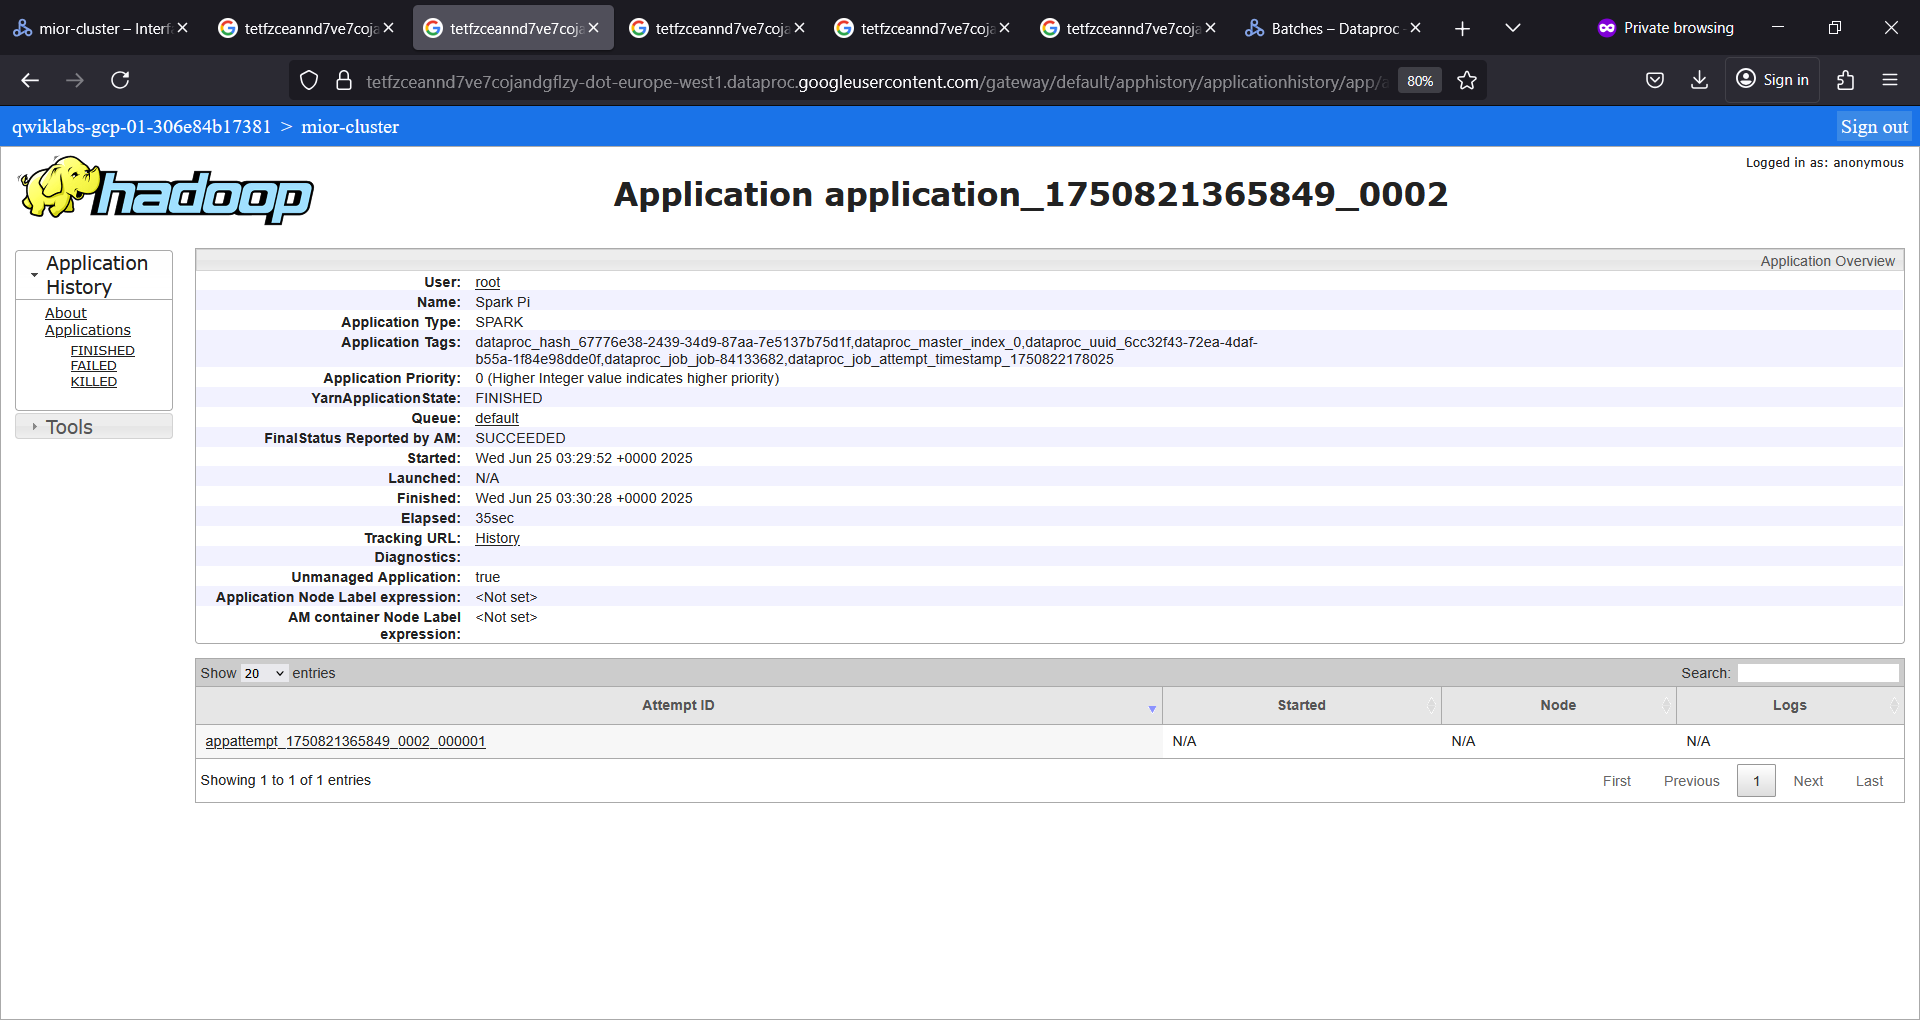 mior-cluster – Interf
tetfzceannd7ve7coja
tetfzceannd7ve7coja
tetfzceannd7ve7coja
tetfzceannd7ve7coja
tetfzceannd7ve7coja
Batches – Dataproc
Private browsing
tetfzceannd7ve7cojandgflzy-dot-europe-west1.dataproc.googleusercontent.com/gateway/default/apphistory/applicationhistory/app/a
80%
Sign in
qwiklabs-gcp-01-306e84b17381 > mior-cluster
Sign out
Logged in as: anonymous
hadoop
Application application_1750821365849_0002
Application
History
About
Applications
FINISHED
FAILED
KILLED
Tools
Application Overview
User: root
Name: Spark Pi
Application Type: SPARK
Application Tags: dataproc_hash_67776e38-2439-34d9-87aa-7e5137b75d1f,dataproc_master_index_0,dataproc_uuid_6cc32f43-72ea-4daf-
b55a-1f84e98dde0f,dataproc_job_job-84133682,dataproc_job_attempt_timestamp_1750822178025
Application Priority: 0 (Higher Integer value indicates higher priority)
YarnApplicationState: FINISHED
Queue: default
FinalStatus Reported by AM: SUCCEEDED
Started: Wed Jun 25 03:29:52 +0000 2025
Launched: N/A
Finished: Wed Jun 25 03:30:28 +0000 2025
Elapsed: 35sec
Tracking URL: History
Diagnostics:
Unmanaged Application: true
Application Node Label expression: <Not set>
AM container Node Label <Not set>
expression:
Show 20 entries
Search:
Attempt ID Started Node Logs
appattempt_1750821365849_0002_000001 N/A N/A N/A
Showing 1 to 1 of 1 entries
First Previous 1 Next Last